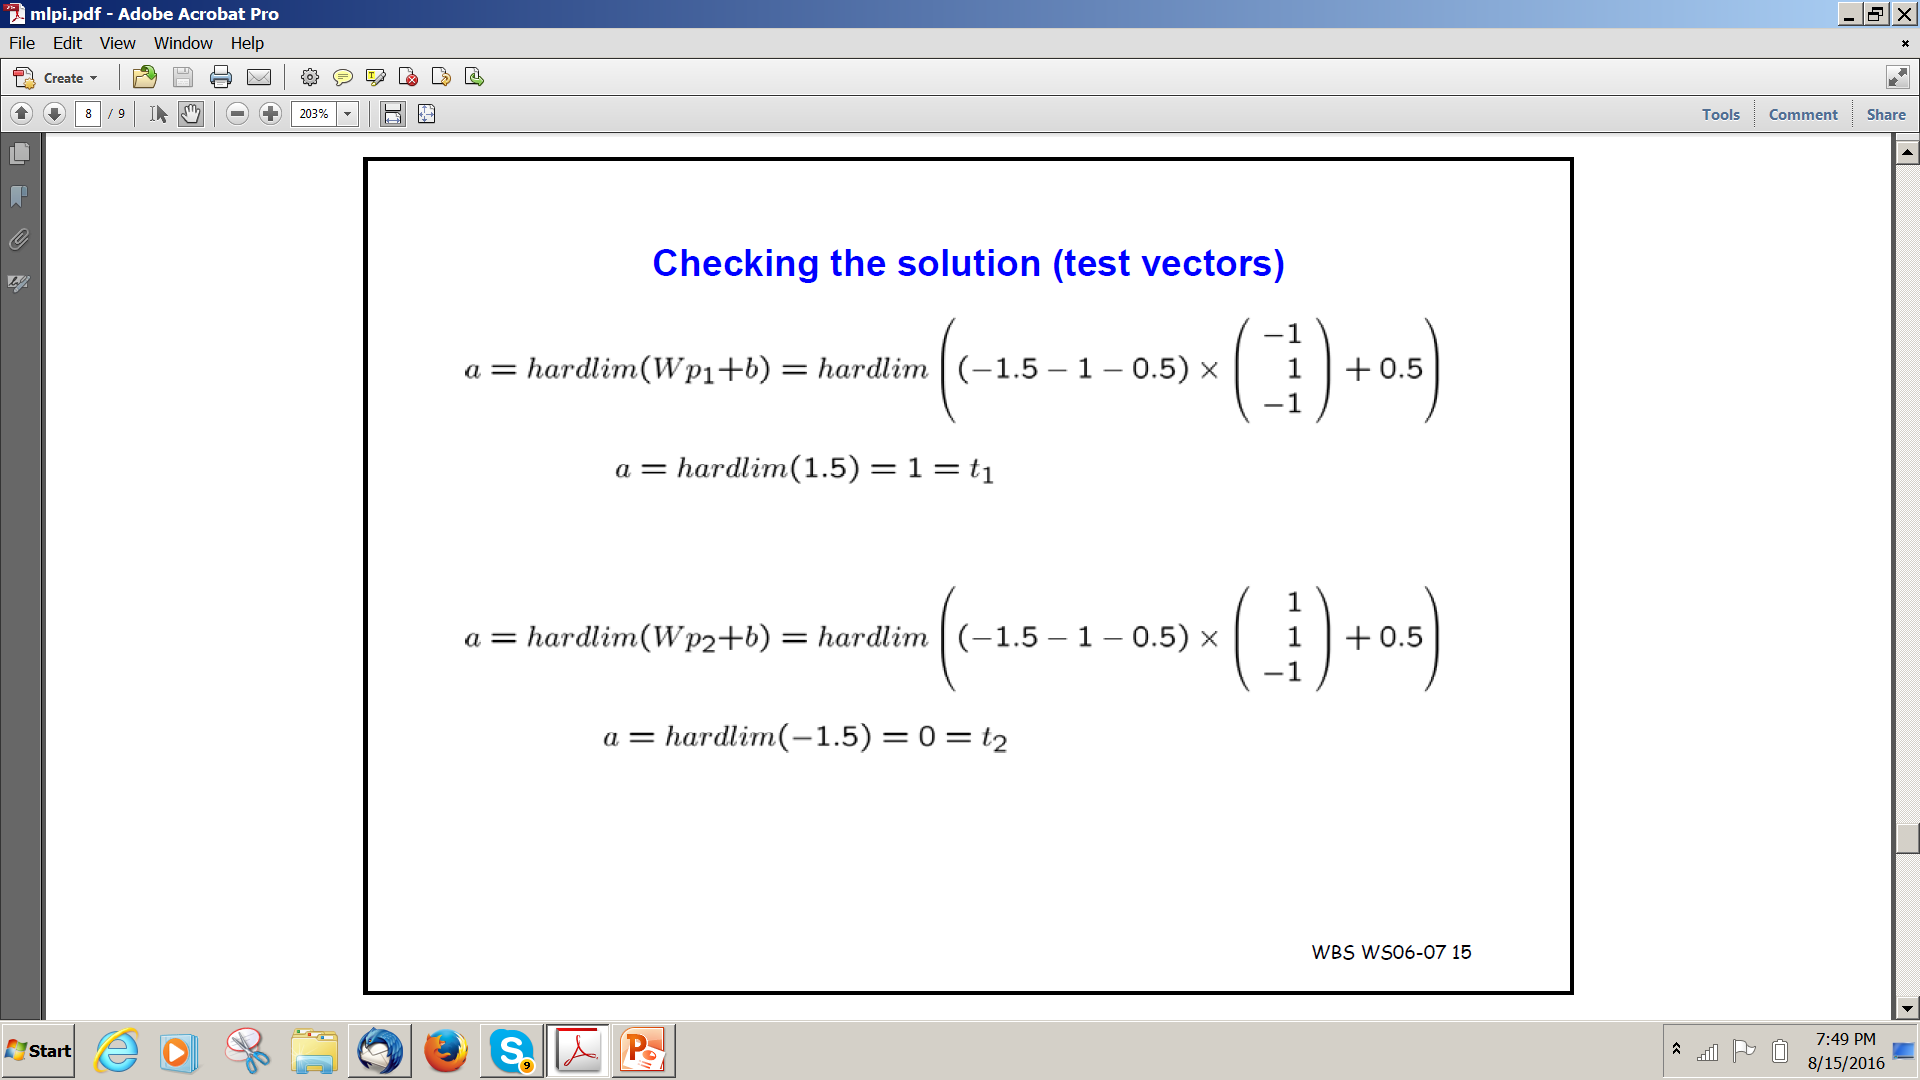 mlpi.pdf - Adobe Acrobat Pro
File Edit View Window Help
Create
8 / 9 203% Tools Comment Share
Checking the solution (test vectors)
a = hardlim(Wp₁+b) = hardlim ((−1.5 − 1 − 0.5) × (−1 1 −1) + 0.5)
a = hardlim(1.5) = 1 = t₁
a = hardlim(Wp₂+b) = hardlim ((−1.5 − 1 − 0.5) × (1 1 −1) + 0.5)
a = hardlim(−1.5) = 0 = t₂
WBS WS06-07 15
Start 9 7:49 PM
8/15/2016